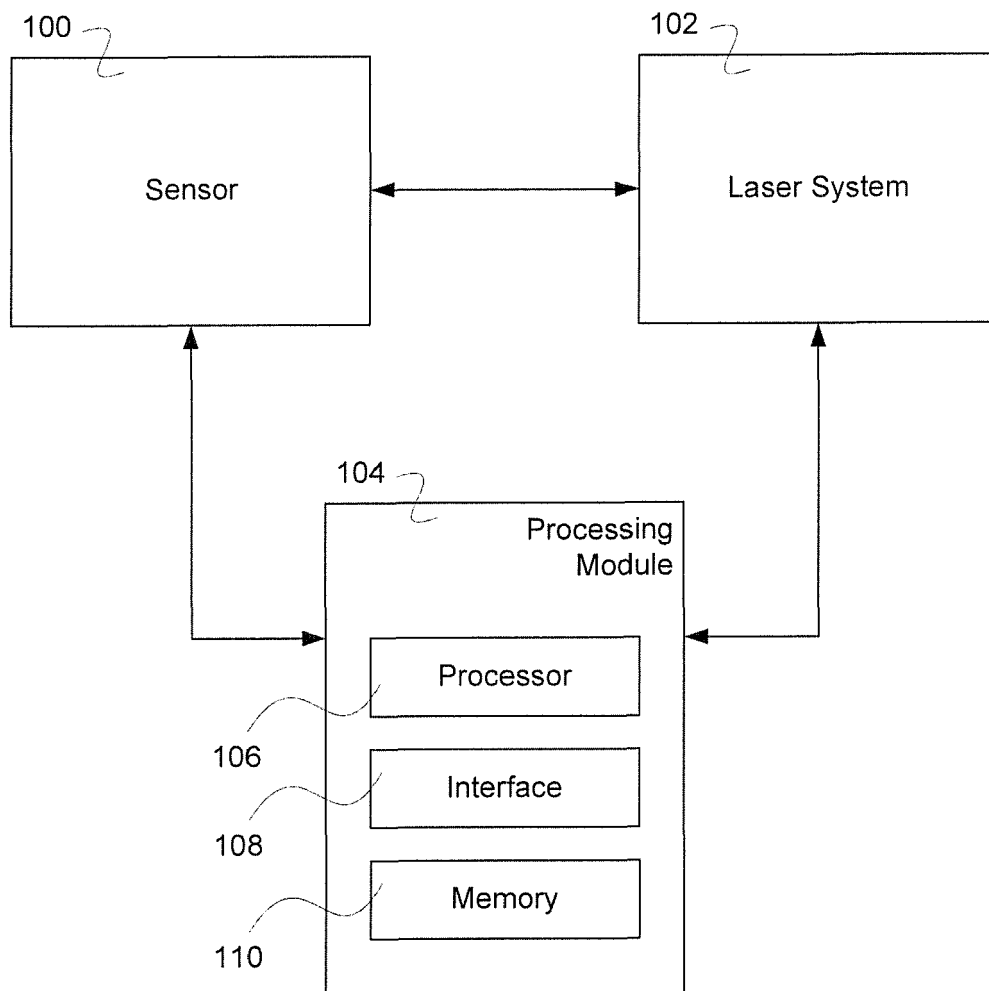 100
102
Sensor
Laser System
104
Processing
Module
Processor
106
Interface
108
Memory
110